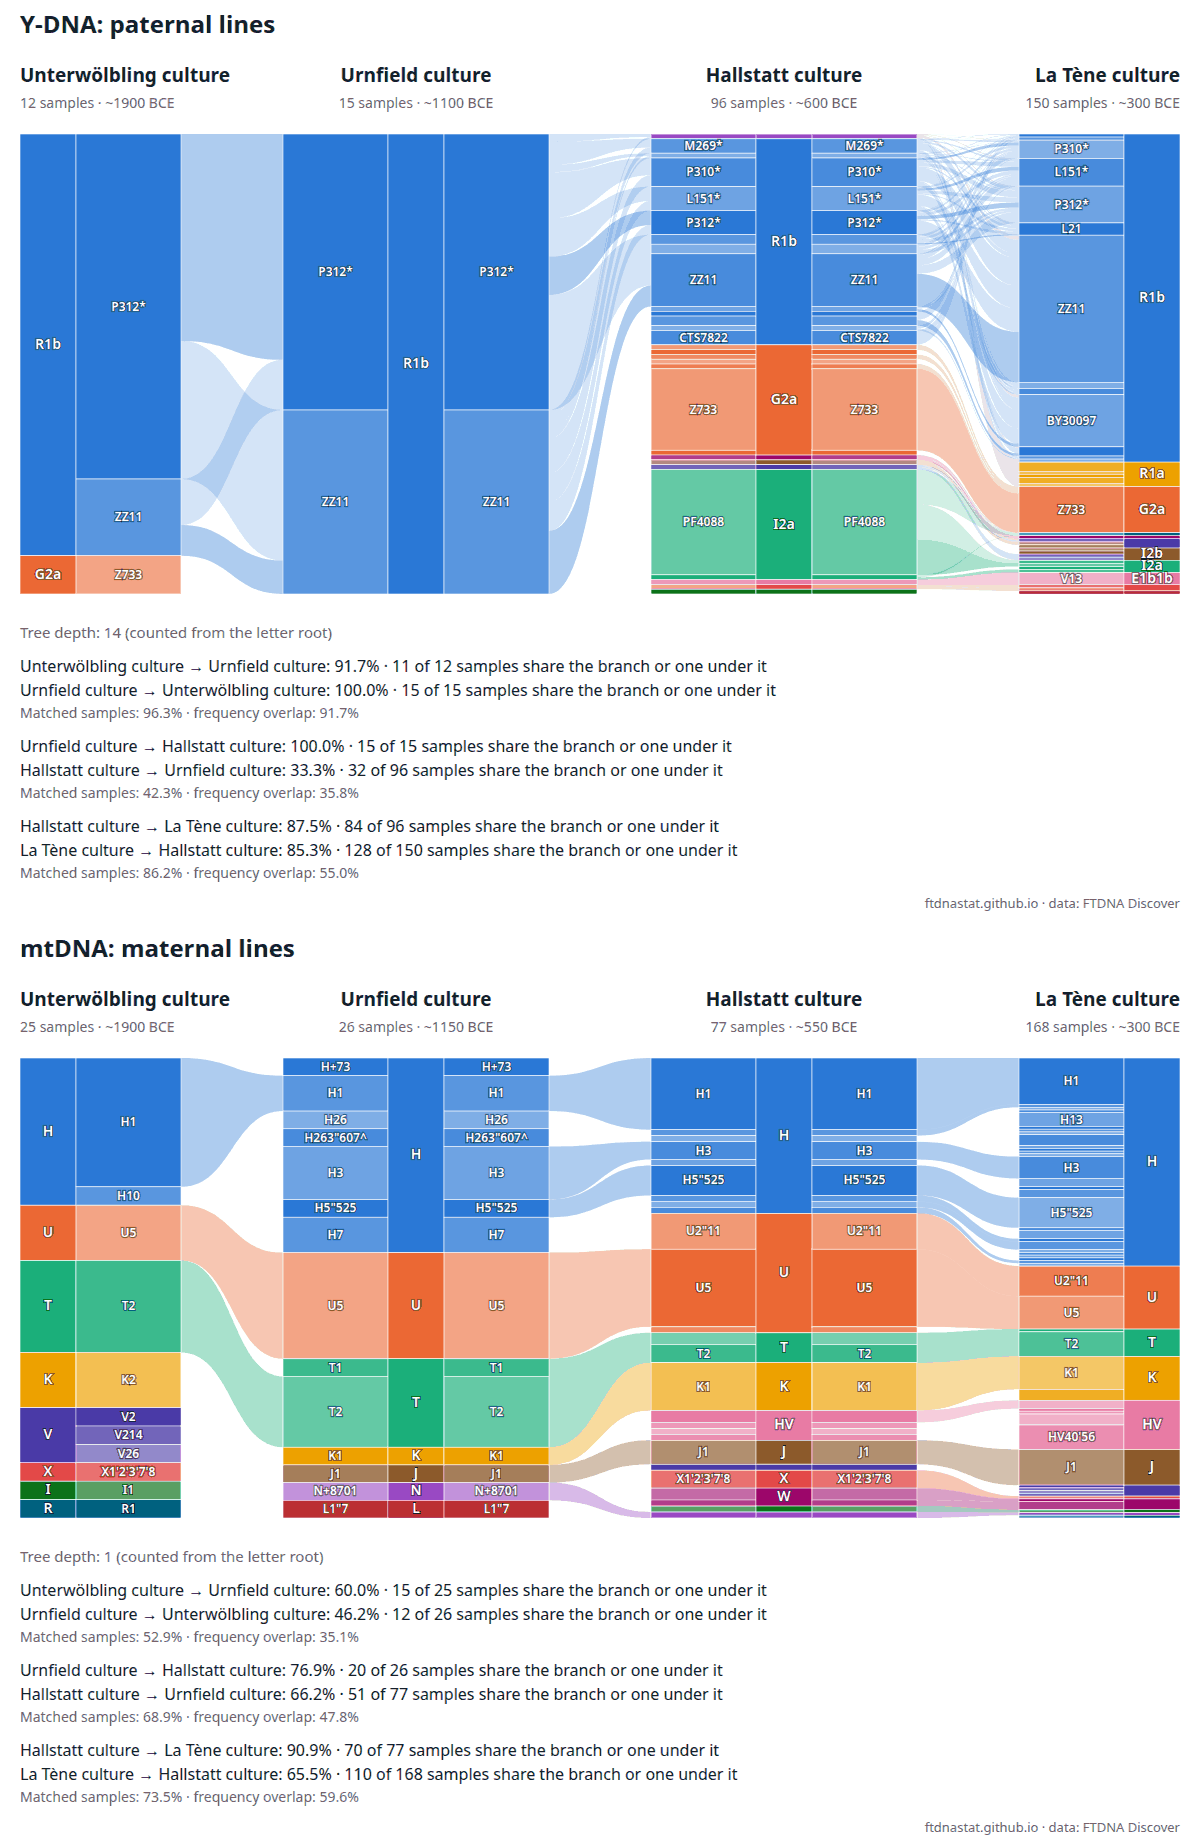 Y-DNA: paternal lines
Unterwölbling culture Urnfield culture Hallstatt culture La Tène culture
12 samples · ~1900 BCE 15 samples · ~1100 BCE 96 samples · ~600 BCE 150 samples · ~300 BCE
R1b
G2a
P312*
ZZ11
Z733
P312*
ZZ11
R1b
P312*
ZZ11
M269*
P310*
L151*
P312*
ZZ11
CTS7822
Z733
PF4088
R1b
G2a
I2a
M269*
P310*
L151*
P312*
ZZ11
CTS7822
Z733
PF4088
P310*
L151*
P312*
L21
ZZ11
BY30097
Z733
V13
R1b
R1a
G2a
I2b
I2a
E1b1b
Tree depth: 14 (counted from the letter root)
Unterwölbling culture → Urnfield culture: 91.7% · 11 of 12 samples share the branch or one under it
Urnfield culture → Unterwölbling culture: 100.0% · 15 of 15 samples share the branch or one under it
Matched samples: 96.3% · frequency overlap: 91.7%
Urnfield culture → Hallstatt culture: 100.0% · 15 of 15 samples share the branch or one under it
Hallstatt culture → Urnfield culture: 33.3% · 32 of 96 samples share the branch or one under it
Matched samples: 42.3% · frequency overlap: 35.8%
Hallstatt culture → La Tène culture: 87.5% · 84 of 96 samples share the branch or one under it
La Tène culture → Hallstatt culture: 85.3% · 128 of 150 samples share the branch or one under it
Matched samples: 86.2% · frequency overlap: 55.0%
ftdnastat.github.io · data: FTDNA Discover
mtDNA: maternal lines
Unterwölbling culture Urnfield culture Hallstatt culture La Tène culture
25 samples · ~1900 BCE 26 samples · ~1150 BCE 77 samples · ~550 BCE 168 samples · ~300 BCE
H
U
T
K
V
X
I
R
H1
H10
U5
T2
K2
V2
V214
V26
X1'2'3'7'8
I1
R1
H+73
H1
H26
H263"607^
H3
H5"525
H7
U5
T1
T2
K1
J1
N+8701
L1"7
H
U
T
K
J
N
L
H+73
H1
H26
H263"607^
H3
H5"525
H7
U5
T1
T2
K1
J1
N+8701
L1"7
H1
H3
H5"525
U2"11
U5
T2
K1
J1
X1'2'3'7'8
H
U
T
K
HV
J
X
W
H1
H3
H5"525
U2"11
U5
T2
K1
J1
X1'2'3'7'8
H1
H13
H3
H5"525
U2"11
U5
T2
K1
HV40'56
J1
H
U
T
K
HV
J
Tree depth: 1 (counted from the letter root)
Unterwölbling culture → Urnfield culture: 60.0% · 15 of 25 samples share the branch or one under it
Urnfield culture → Unterwölbling culture: 46.2% · 12 of 26 samples share the branch or one under it
Matched samples: 52.9% · frequency overlap: 35.1%
Urnfield culture → Hallstatt culture: 76.9% · 20 of 26 samples share the branch or one under it
Hallstatt culture → Urnfield culture: 66.2% · 51 of 77 samples share the branch or one under it
Matched samples: 68.9% · frequency overlap: 47.8%
Hallstatt culture → La Tène culture: 90.9% · 70 of 77 samples share the branch or one under it
La Tène culture → Hallstatt culture: 65.5% · 110 of 168 samples share the branch or one under it
Matched samples: 73.5% · frequency overlap: 59.6%
ftdnastat.github.io · data: FTDNA Discover